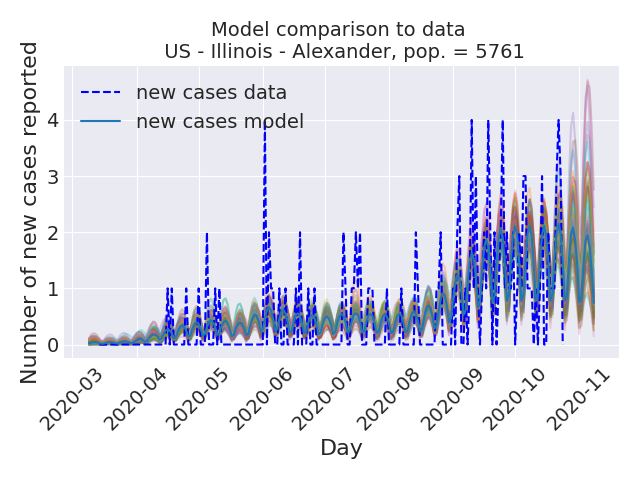 Model comparison to data
US - Illinois - Alexander, pop. = 5761
Number of new cases reported
new cases data
new cases model
4
3
2
1
0
2020-03
2020-04
2020-05
2020-06
2020-07
2020-08
2020-09
2020-10
2020-11
Day